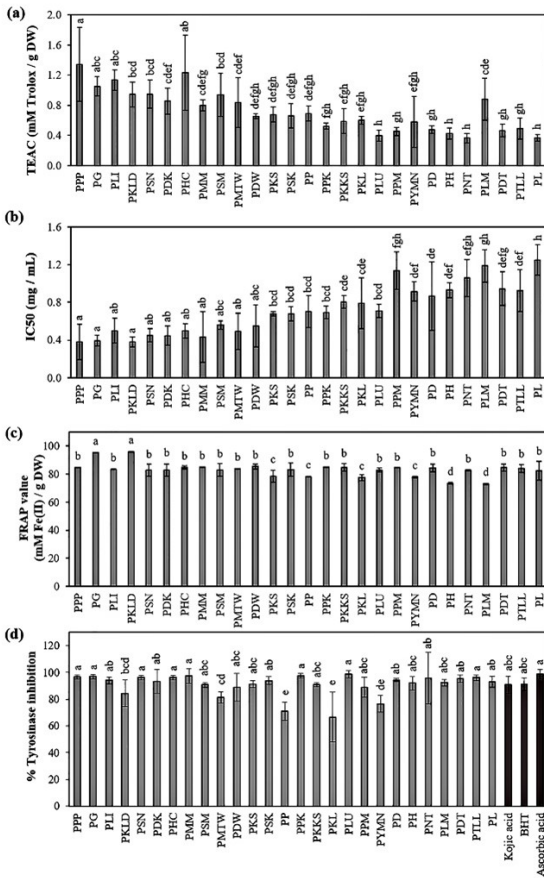 (a)
TEAC (mM Trolox / g DW)
2.0
1.6
1.2
0.8
0.4
0.0
a abc abc bcd bcd cdef ab cdefg bcd bcd defgh defgh defgh defgh fgh efgh efgh h gh efgh gh h h cde gh gh h
PPP PG PLI PKLD PSN PDK PHC PMM PSM PMTW PDW PKS PSK PP PPK PKKS PKL PLU PPM PYMN PD PH PNT PLM PDT PTLL PL
(b)
IC50 (mg / mL)
1.6
1.2
0.8
0.4
0.0
a a ab a ab ab ab ab abc ab abc bcd bcd bcd bcd cde cde bcd fgh def de def efgh gh defg def h
PPP PG PLI PKLD PSN PDK PHC PMM PSM PMTW PDW PKS PSK PP PPK PKKS PKL PLU PPM PYMN PD PH PNT PLM PDT PTLL PL
(c)
FRAP value
(mM Fe(II) / g DW)
100
80
60
40
20
0
b a b a b b b b b b b c b c b b c b b c b d b d b b b
PPP PG PLI PKLD PSN PDK PHC PMM PSM PMTW PDW PKS PSK PP PPK PKKS PKL PLU PPM PYMN PD PH PNT PLM PDT PTLL PL
(d)
% Tyrosinase inhibition
120
100
80
60
40
20
0
a a ab bcd a ab a a abc cd abc abc ab e a abc e a abc de ab abc ab abc ab a ab abc abc a
PPP PG PLI PKLD PSN PDK PHC PMM PSM PMTW PDW PKS PSK PP PPK PKKS PKL PLU PPM PYMN PD PH PNT PLM PDT PTLL PL Kojic acid BHT Ascorbic acid